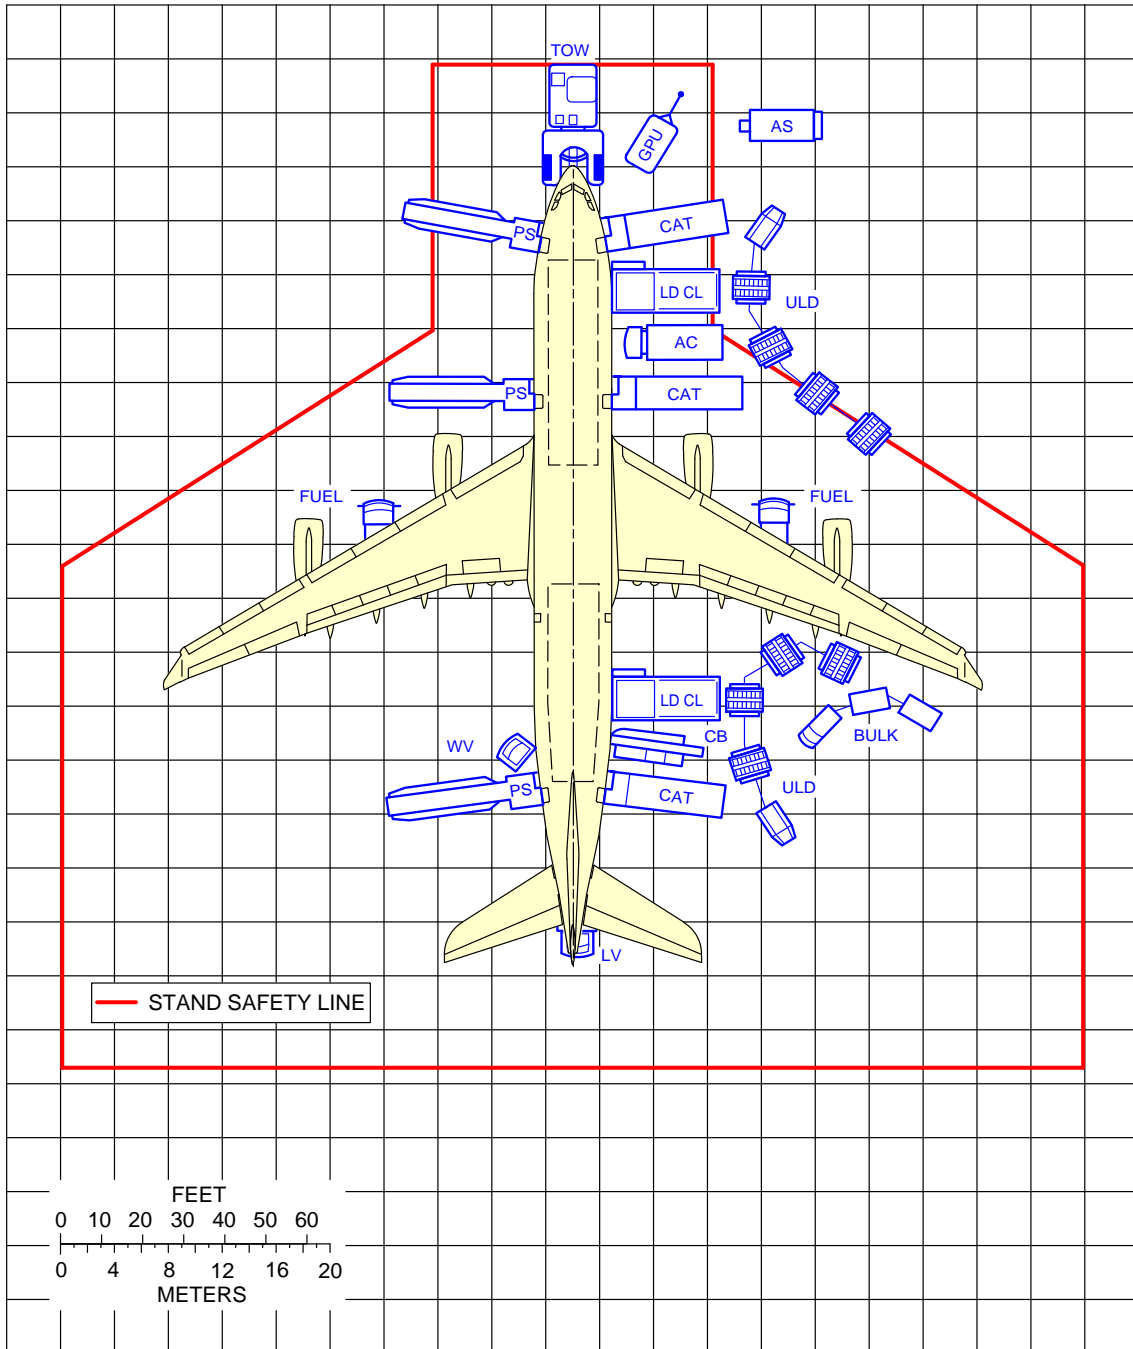 TOW
GPU
AS
PS
CAT
LD CL
ULD
AC
PS
CAT
FUEL
FUEL
LD CL
WV
CB
BULK
PS
CAT
ULD
LV
STAND SAFETY LINE
FEET
0 10 20 30 40 50 60
0 4 8 12 16 20
METERS